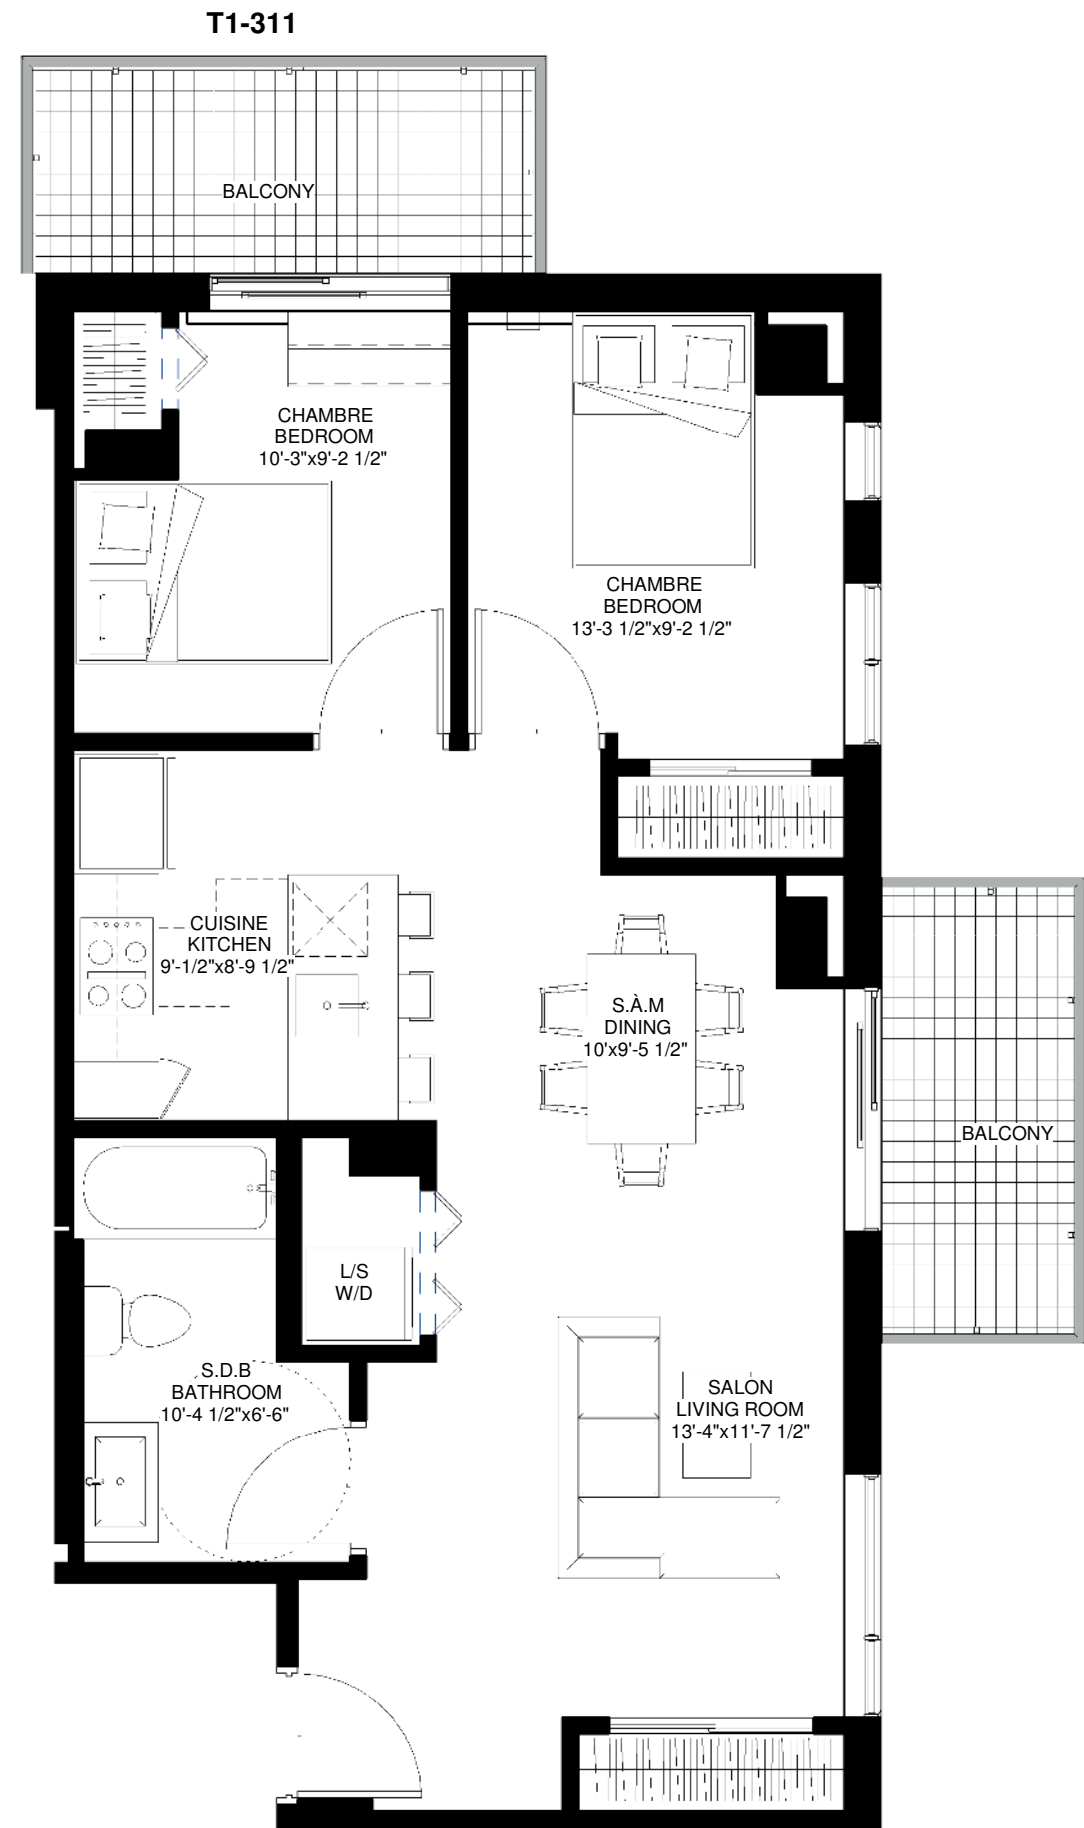 T1-311
BALCONY
CHAMBRE
BEDROOM
10'-3"x9'-2 1/2"
CHAMBRE
BEDROOM
13'-3 1/2"x9'-2 1/2"
CUISINE
KITCHEN
9'-1/2"x8'-9 1/2"
S.À.M
DINING
10'x9'-5 1/2"
BALCONY
L/S
W/D
S.D.B
BATHROOM
10'-4 1/2"x6'-6"
SALON
LIVING ROOM
13'-4"x11'-7 1/2"